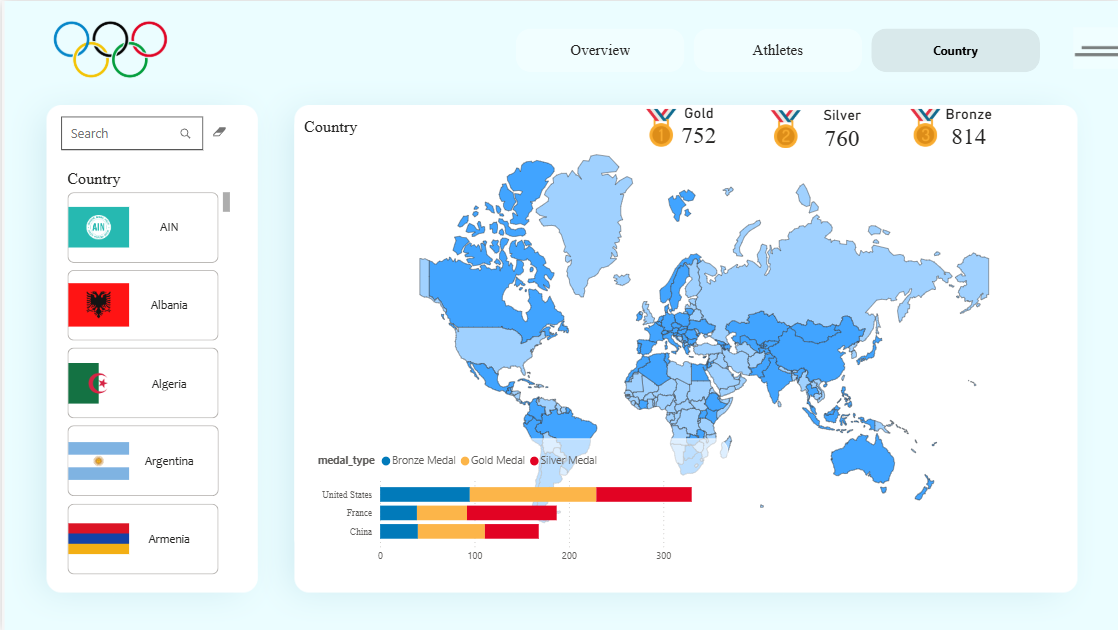 Overview Athletes Country
Search
Country
AIN
AIN
Albania
Algeria
Argentina
Armenia
Country
Gold Silver Bronze
1 752 2 760 3 814
medal_type Bronze Medal Gold Medal Silver Medal
United States
France
China
0 100 200 300